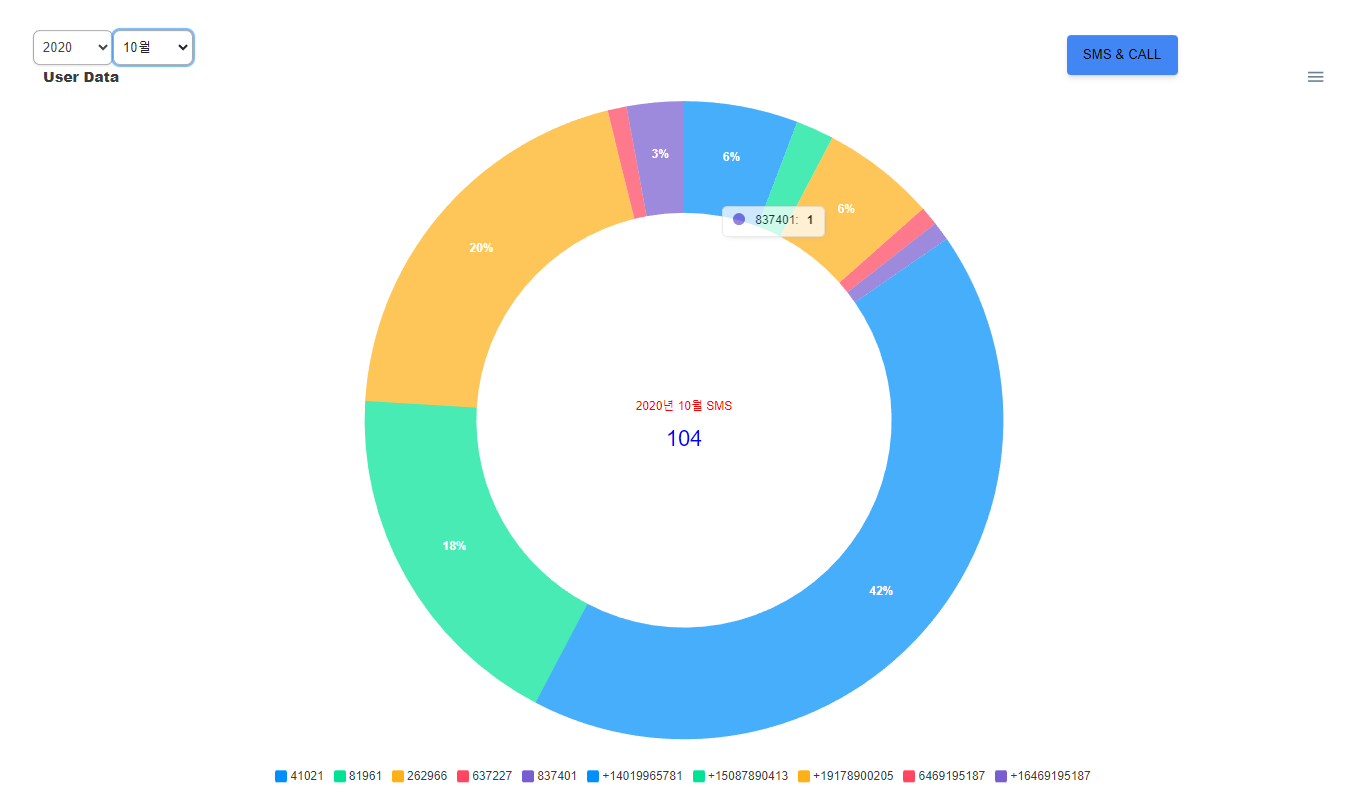 2020 10월
SMS & CALL
User Data
3% 6%
6%
837401: 1
20%
2020년 10월 SMS
104
18%
42%
41021 81961 262966 637227 837401 +14019965781 +15087890413 +19178900205 6469195187 +16469195187